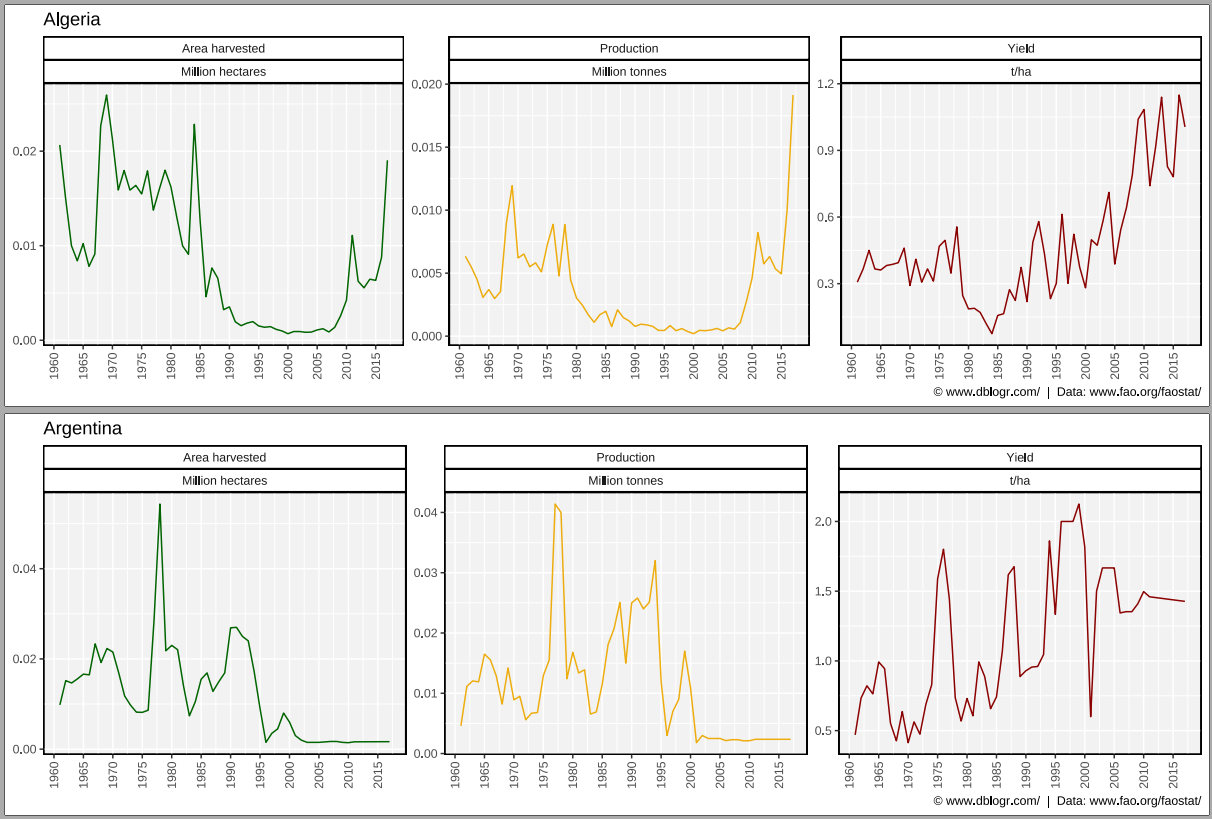 Algeria
Area harvested
Million hectares
0.02
0.01
0.00
1960 1965 1970 1975 1980 1985 1990 1995 2000 2005 2010 2015
Production
Million tonnes
0.020
0.015
0.010
0.005
0.000
1960 1965 1970 1975 1980 1985 1990 1995 2000 2005 2010 2015
Yield
t/ha
1.2
0.9
0.6
0.3
1960 1965 1970 1975 1980 1985 1990 1995 2000 2005 2010 2015
© www.dblogr.com/ | Data: www.fao.org/faostat/
Argentina
Area harvested
Million hectares
0.04
0.02
0.00
1960 1965 1970 1975 1980 1985 1990 1995 2000 2005 2010 2015
Production
Million tonnes
0.04
0.03
0.02
0.01
0.00
1960 1965 1970 1975 1980 1985 1990 1995 2000 2005 2010 2015
Yield
t/ha
2.0
1.5
1.0
0.5
1960 1965 1970 1975 1980 1985 1990 1995 2000 2005 2010 2015
© www.dblogr.com/ | Data: www.fao.org/faostat/